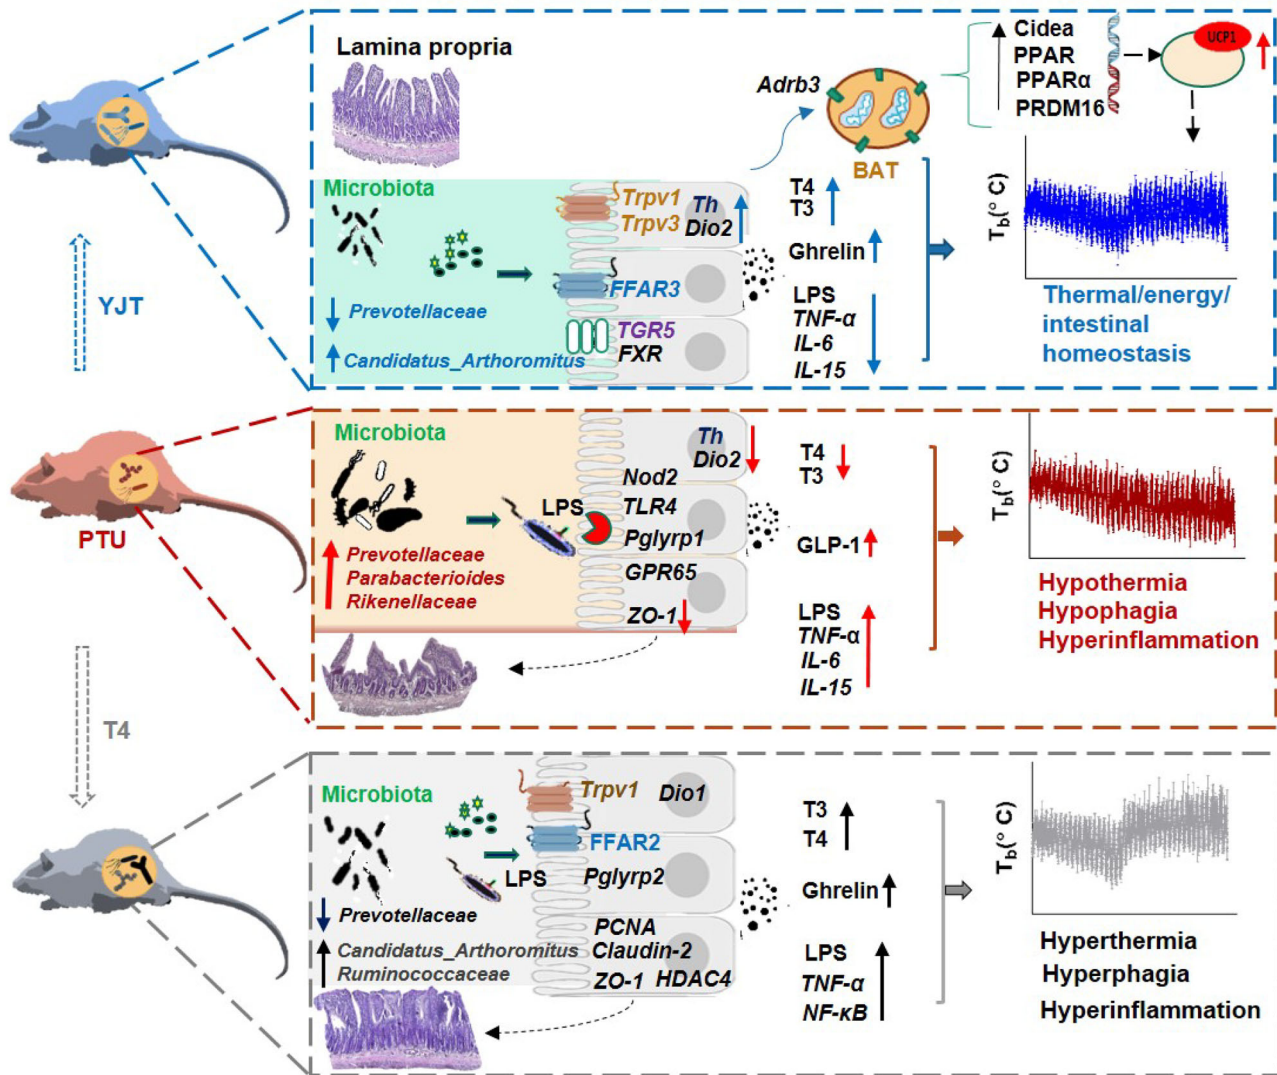 Lamina propria
Adrb3
BAT
Cidea
PPAR
PPARα
PRDM16
UCP1
Microbiota
Trpv1
Trpv3
Th
Dio2
FFAR3
TGR5
FXR
Prevotellaceae
Candidatus_Arthoromitus
T4
T3
Ghrelin
LPS
TNF-α
IL-6
IL-15
Tb(° C)
Thermal/energy/
intestinal
homeostasis
YJT
PTU
T4
Microbiota
LPS
Th
Dio2
Nod2
TLR4
Pglyrp1
GPR65
ZO-1
Prevotellaceae
Parabacterioides
Rikenellaceae
T4
T3
GLP-1
LPS
TNF-α
IL-6
IL-15
Tb(° C)
Hypothermia
Hypophagia
Hyperinflammation
Microbiota
LPS
Trpv1
Dio1
FFAR2
Pglyrp2
PCNA
Claudin-2
ZO-1 HDAC4
Prevotellaceae
Candidatus_Arthoromitus
Ruminococcaceae
T3
T4
Ghrelin
LPS
TNF-α
NF-κB
Tb(° C)
Hyperthermia
Hyperphagia
Hyperinflammation